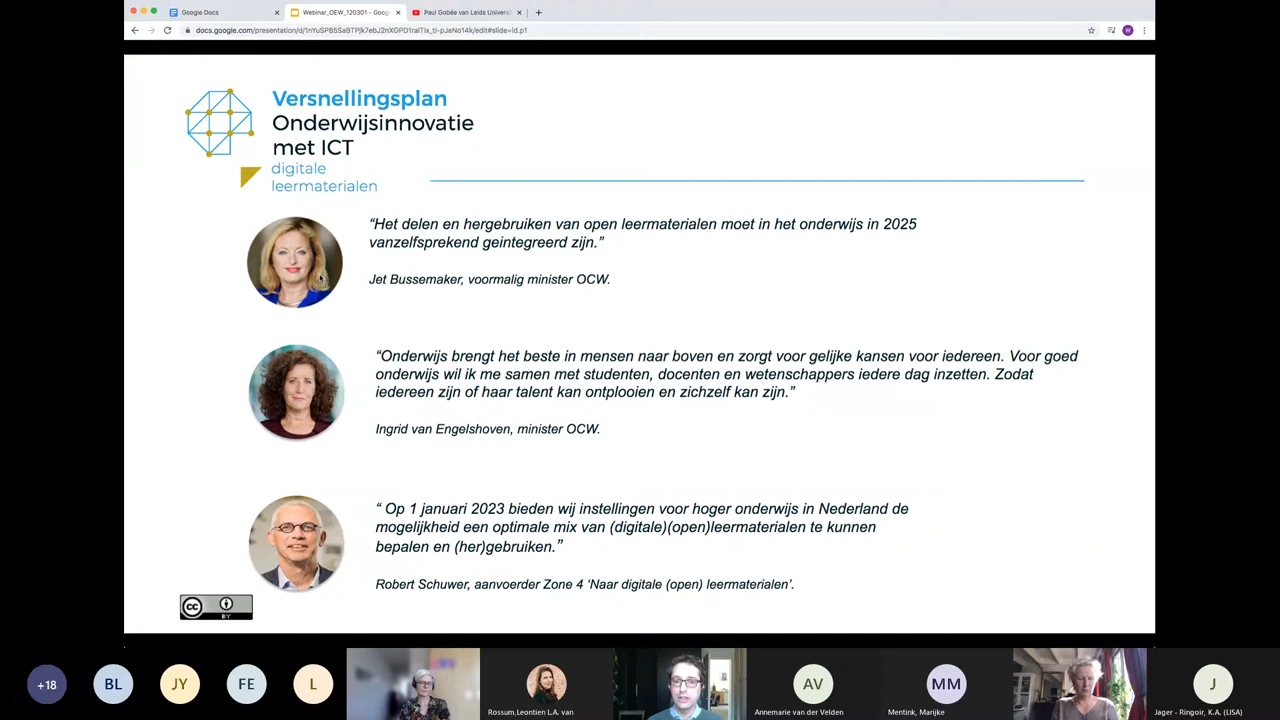 Google Docs
Webinar_OEW_120301 - Goog
Paul Gobée van Leids Universi
docs.google.com/presentation/d/1nYuSPB5SaBTPjk7ebJ2nXGPD1raITix_tI-pJeNo14k/edit#slide=id.p1
W
Versnellingsplan
Onderwijsinnovatie
met ICT
digitale
leermaterialen
“Het delen en hergebruiken van open leermaterialen moet in het onderwijs in 2025
vanzelfsprekend geintegreerd zijn.”
Jet Bussemaker, voormalig minister OCW.
“Onderwijs brengt het beste in mensen naar boven en zorgt voor gelijke kansen voor iedereen. Voor goed
onderwijs wil ik me samen met studenten, docenten en wetenschappers iedere dag inzetten. Zodat
iedereen zijn of haar talent kan ontplooien en zichzelf kan zijn.”
Ingrid van Engelshoven, minister OCW.
“ Op 1 januari 2023 bieden wij instellingen voor hoger onderwijs in Nederland de
mogelijkheid een optimale mix van (digitale)(open)leermaterialen te kunnen
bepalen en (her)gebruiken.”
Robert Schuwer, aanvoerder Zone 4 ‘Naar digitale (open) leermaterialen’.
cc
BY
+18
BL
JY
FE
L
AV
MM
J
Rossum,Leontien L.A. van
Annemarie van der Velden
Mentink, Marijke
Jager - Ringoir, K.A. (LISA)